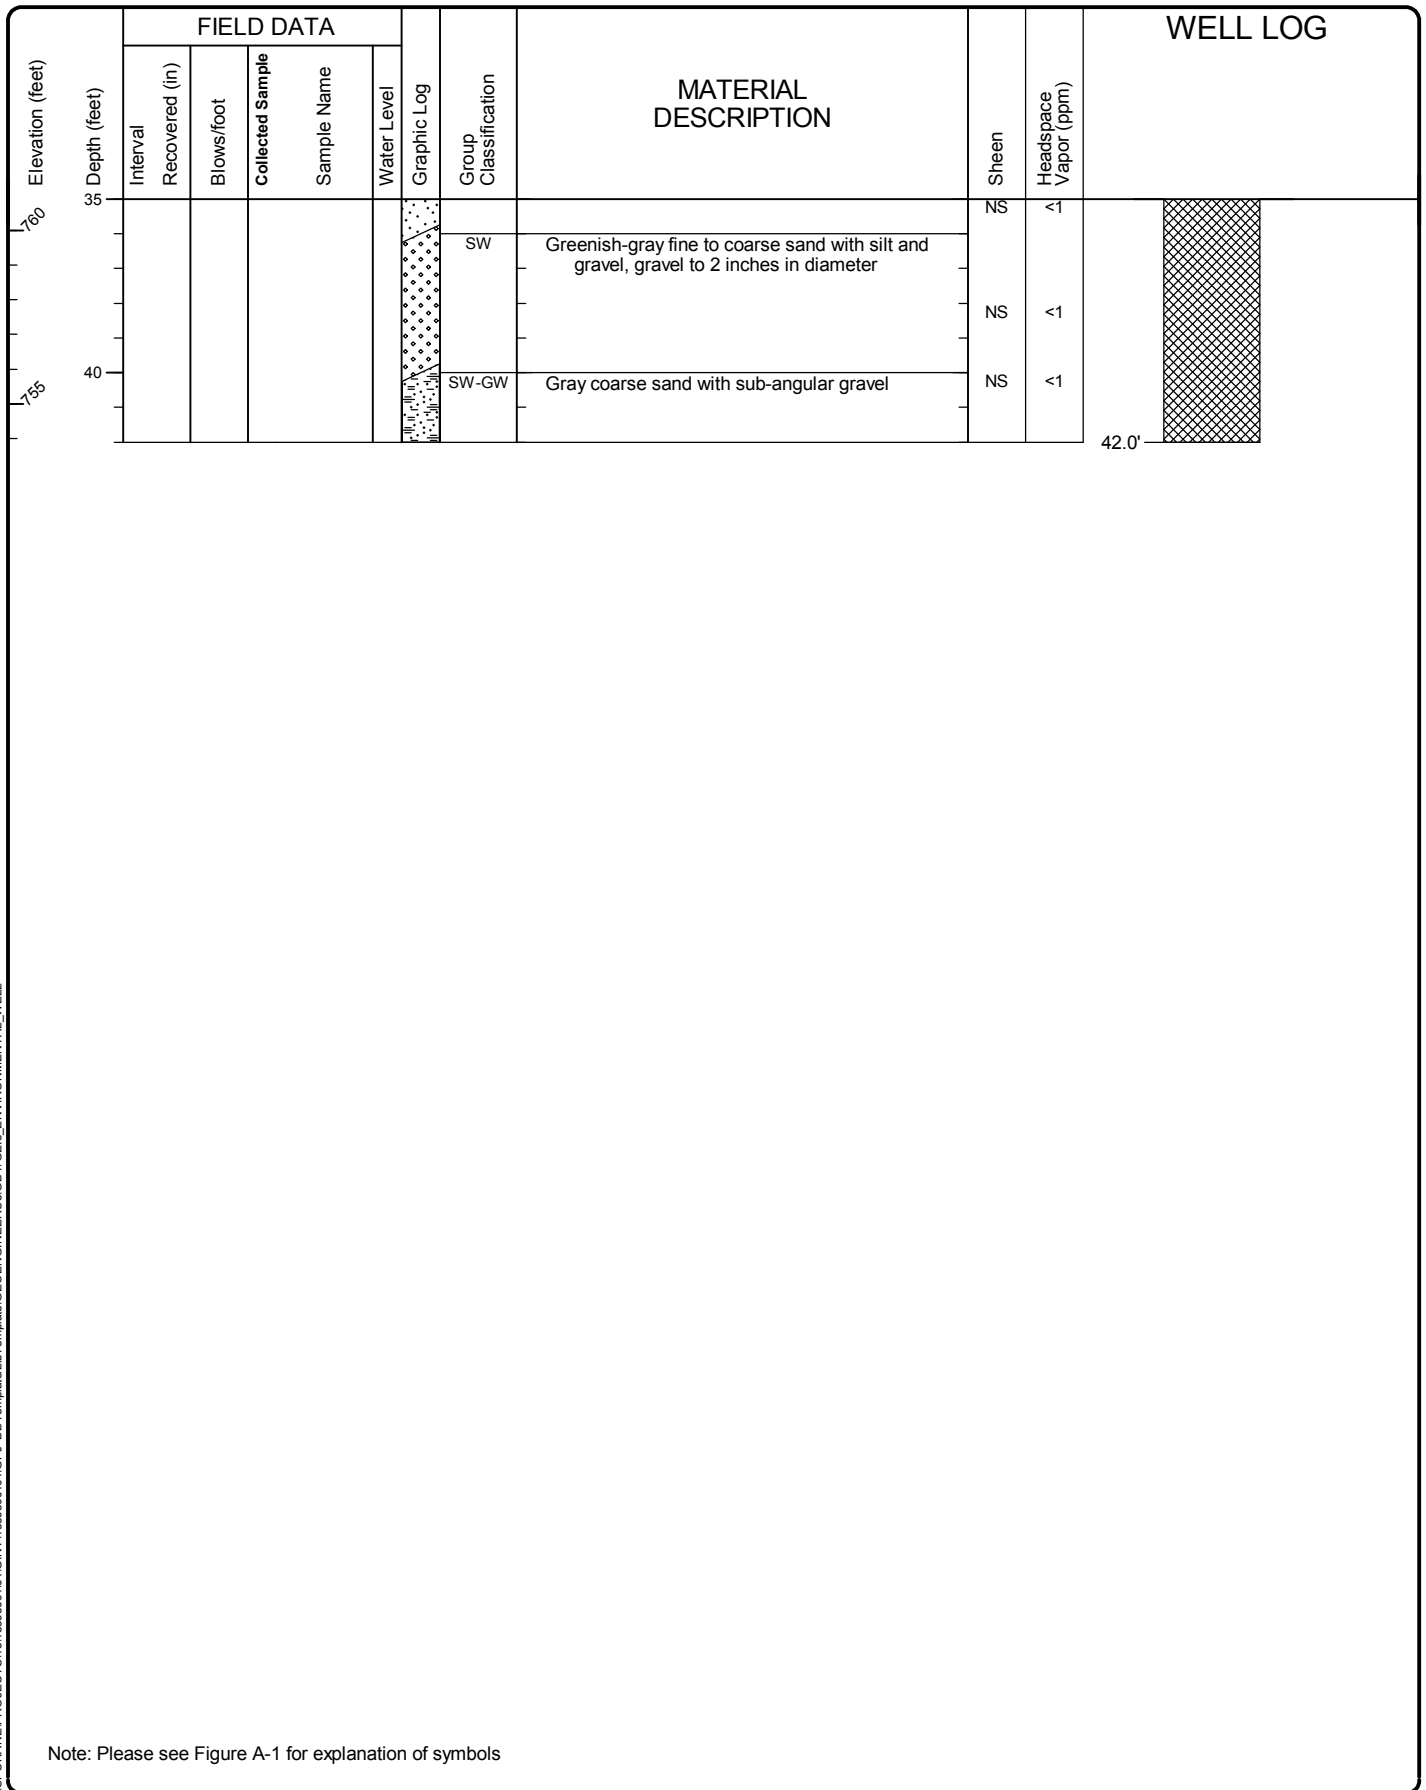 FIELD DATA
WELL LOG
Elevation (feet)
Depth (feet)
Interval
Recovered (in)
Blows/foot
Collected Sample
Sample Name
Water Level
Graphic Log
Group
Classification
MATERIAL
DESCRIPTION
Sheen
Headspace
Vapor (ppm)
35
NS
<1
760
SW
Greenish-gray fine to coarse sand with silt and
gravel, gravel to 2 inches in diameter
NS
<1
40
SW-GW
Gray coarse sand with sub-angular gravel
NS
<1
755
42.0'
Note: Please see Figure A-1 for explanation of symbols